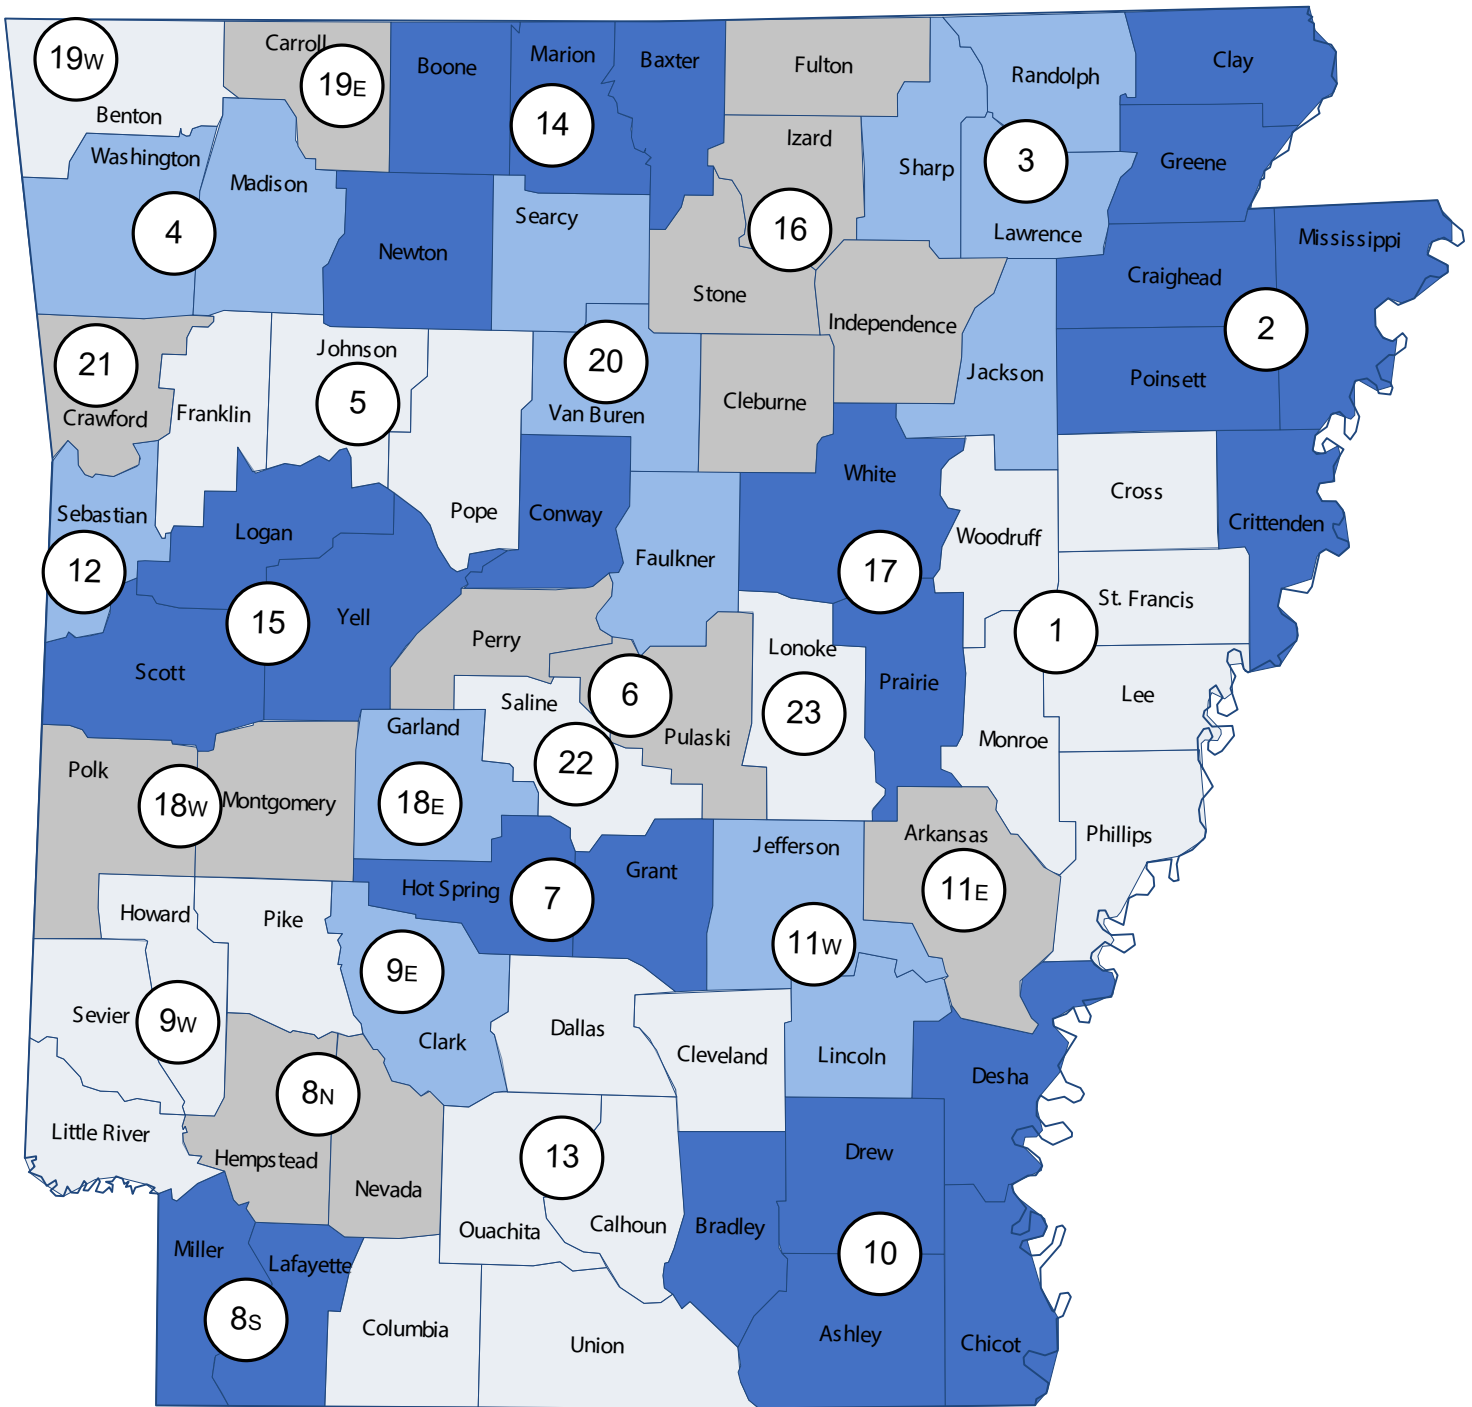 19W
Carroll
19E
Boone
Marion
Baxter
Fulton
Randolph
Clay
Benton
14
Izard
Washington
Madison
Sharp
3
Greene
4
Searcy
16
Lawrence
Newton
Mississippi
Stone
Craighead
Independence
2
21
Johnson
20
Jackson
Poinsett
Crawford
Franklin
5
Van Buren
Cleburne
White
Cross
Sebastian
Logan
Pope
Conway
Woodruff
Crittenden
12
Faulkner
17
St. Francis
15
Yell
Perry
Lonoke
1
Scott
Saline
6
Prairie
Lee
Garland
23
Pulaski
Monroe
Polk
22
18W
Montgomery
18E
Arkansas
Phillips
Jefferson
Hot Spring
7
Grant
11E
Howard
Pike
11W
9E
Sevier
9W
Dallas
Clark
Cleveland
Lincoln
Desha
8N
Little River
13
Drew
Hempstead
Nevada
Ouachita
Calhoun
Bradley
Miller
Lafayette
10
8S
Columbia
Union
Ashley
Chicot